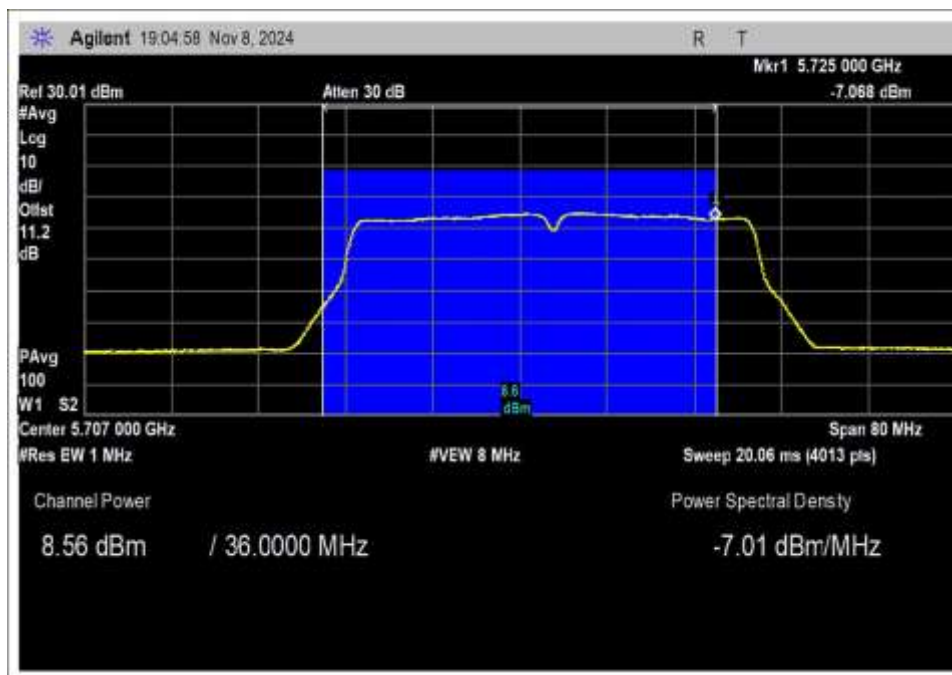 Agilent 19:04:58 Nov 8, 2024 R T
Mkr1 5.725 000 GHz
Ref 30.01 dBm Atten 30 dB -7.068 dBm
#Avg
Log
10
dB/
Offst
11.2
dB
PAvg
100
W1 S2
8.6
dBm
Center 5.707 000 GHz Span 80 MHz
#Res BW 1 MHz #VBW 8 MHz Sweep 20.06 ms (4013 pts)
Channel Power Power Spectral Density
8.56 dBm / 36.0000 MHz -7.01 dBm/MHz